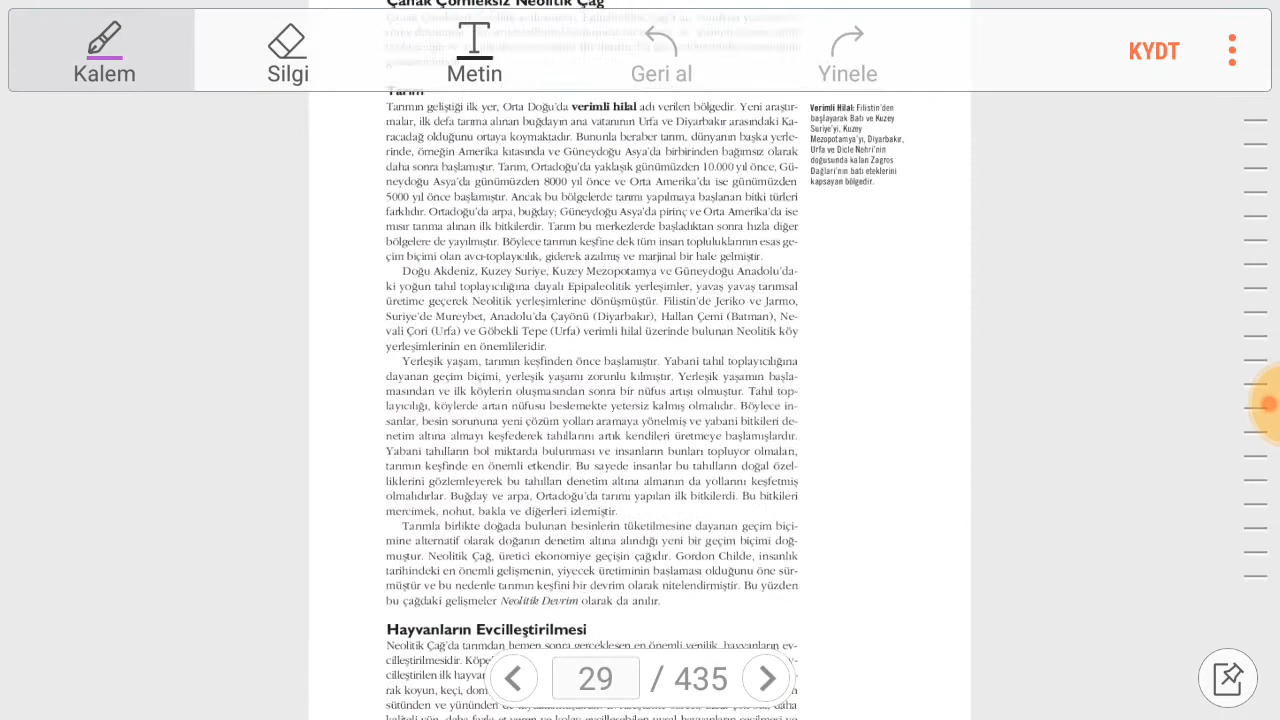 Çanak Çömleksiz Neolitik Çağ
Kalem
Silgi
Metin
Geri al
Yinele
KYDT
Tarım
Tarımın geliştiği ilk yer, Orta Doğu'da verimli hilal adı verilen bölgedir. Yeni araştır-
malar, ilk defa tarıma alınan buğdayın ana vatanının Urfa ve Diyarbakır arasındaki Ka-
racadağ olduğunu ortaya koymaktadır. Bununla beraber tarım, dünyanın başka yerle-
rinde, örneğin Amerika kıtasında ve Güneydoğu Asya'da birbirinden bağımsız olarak
daha sonra başlamıştır. Tarım, Ortadoğu'da yaklaşık günümüzden 10.000 yıl önce, Gü-
neydoğu Asya'da günümüzden 8000 yıl önce ve Orta Amerika'da ise günümüzden
5000 yıl önce başlamıştır. Ancak bu bölgelerde tarımı yapılmaya başlanan bitki türleri
farklıdır. Ortadoğu'da arpa, buğday; Güneydoğu Asya'da pirinç ve Orta Amerika'da ise
mısır tarıma alınan ilk bitkilerdir. Tarım bu merkezlerde başladıktan sonra hızla diğer
bölgelere de yayılmıştır. Böylece tarımın keşfine dek tüm insan topluluklarının esas ge-
çim biçimi olan avcı-toplayıcılık, giderek azalmış ve marjinal bir hale gelmiştir.
Doğu Akdeniz, Kuzey Suriye, Kuzey Mezopotamya ve Güneydoğu Anadolu'da-
ki yoğun tahıl toplayıcılığına dayalı Epipaleolitik yerleşimler, yavaş yavaş tarımsal
üretime geçerek Neolitik yerleşimlerine dönüşmüştür. Filistin'de Jeriko ve Jarmo,
Suriye'de Mureybet, Anadolu'da Çayönü (Diyarbakır), Hallan Çemi (Batman), Ne-
vali Çori (Urfa) ve Göbekli Tepe (Urfa) verimli hilal üzerinde bulunan Neolitik köy
yerleşimlerinin en önemlileridir.
Yerleşik yaşam, tarımın keşfinden önce başlamıştır. Yabani tahıl toplayıcılığına
dayanan geçim biçimi, yerleşik yaşamı zorunlu kılmıştır. Yerleşik yaşamın başla-
masından ve ilk köylerin oluşmasından sonra bir nüfus artışı olmuştur. Tahıl top-
layıcılığı, köylerde artan nüfusu beslemekte yetersiz kalmış olmalıdır. Böylece in-
sanlar, besin sorununa yeni çözüm yolları aramaya yönelmiş ve yabani bitkileri de-
netim altına almayı keşfederek tahıllarını artık kendileri üretmeye başlamışlardır.
Yabani tahılların bol miktarda bulunması ve insanların bunları topluyor olmaları,
tarımın keşfinde en önemli etkendir. Bu sayede insanlar bu tahılların doğal özel-
liklerini gözlemleyerek bu tahılları denetim altına almanın da yollarını keşfetmiş
olmalıdırlar. Buğday ve arpa, Ortadoğu'da tarımı yapılan ilk bitkilerdi. Bu bitkileri
mercimek, nohut, bakla ve diğerleri izlemiştir.
Tarımla birlikte doğada bulunan besinlerin tüketilmesine dayanan geçim biçi-
mine alternatif olarak doğanın denetim altına alındığı yeni bir geçim biçimi doğ-
muştur. Neolitik Çağ, üretici ekonomiye geçişin çağıdır. Gordon Childe, insanlık
tarihindeki en önemli gelişmenin, yiyecek üretiminin başlaması olduğunu öne sür-
müştür ve bu nedenle tarımın keşfini bir devrim olarak nitelendirmiştir. Bu yüzden
bu çağdaki gelişmeler Neolitik Devrim olarak da anılır.
Verimli Hilal: Filistin'den
başlayarak Batı ve Kuzey
Suriye'yi, Kuzey
Mezopotamya'yı, Diyarbakır,
Urfa ve Dicle Nehri'nin
doğusunda kalan Zagros
Dağları'nın batı eteklerini
kapsayan bölgedir.
Hayvanların Evcilleştirilmesi
Neolitik Çağ'da tarımdan hemen sonra gerçekleşen en önemli yenilik, hayvanların ev-
cilleştirilmesidir.
cilleştirilen ilk hayvan
rak koyun, keçi,
sütünden ve yününden
29 / 435